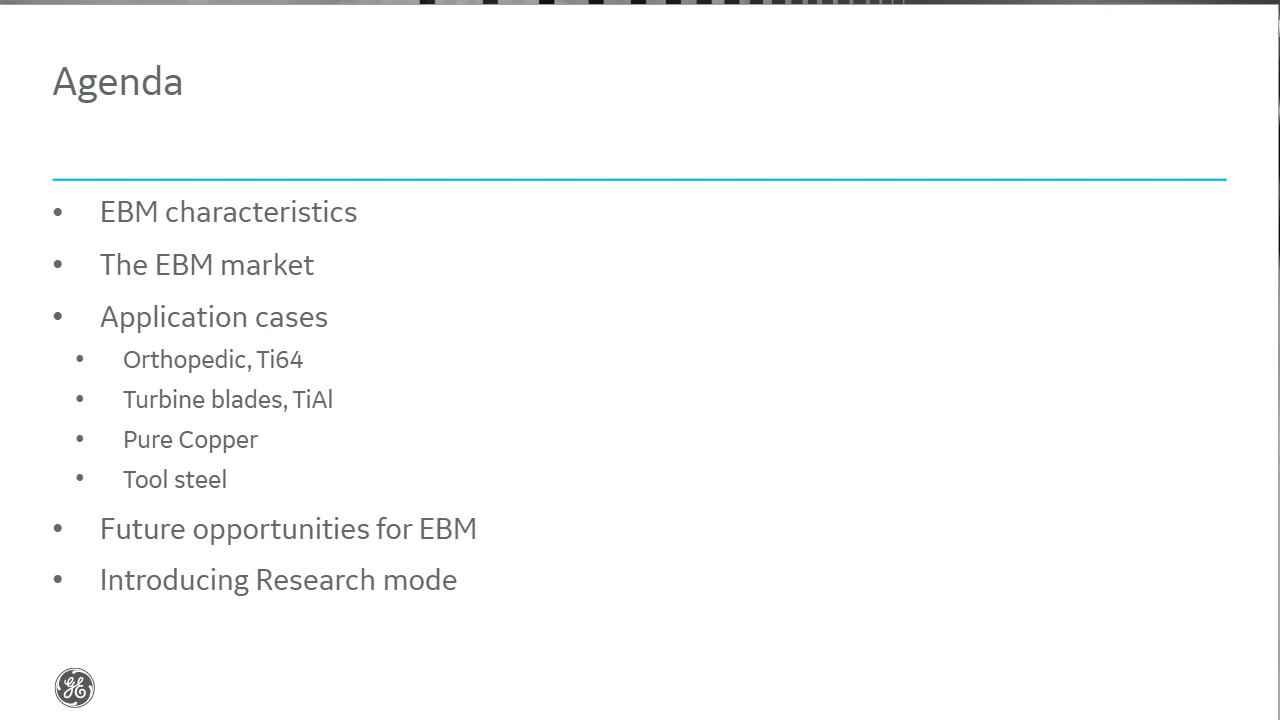 Agenda
• EBM characteristics
• The EBM market
• Application cases
• Orthopedic, Ti64
• Turbine blades, TiAl
• Pure Copper
• Tool steel
• Future opportunities for EBM
• Introducing Research mode
GE